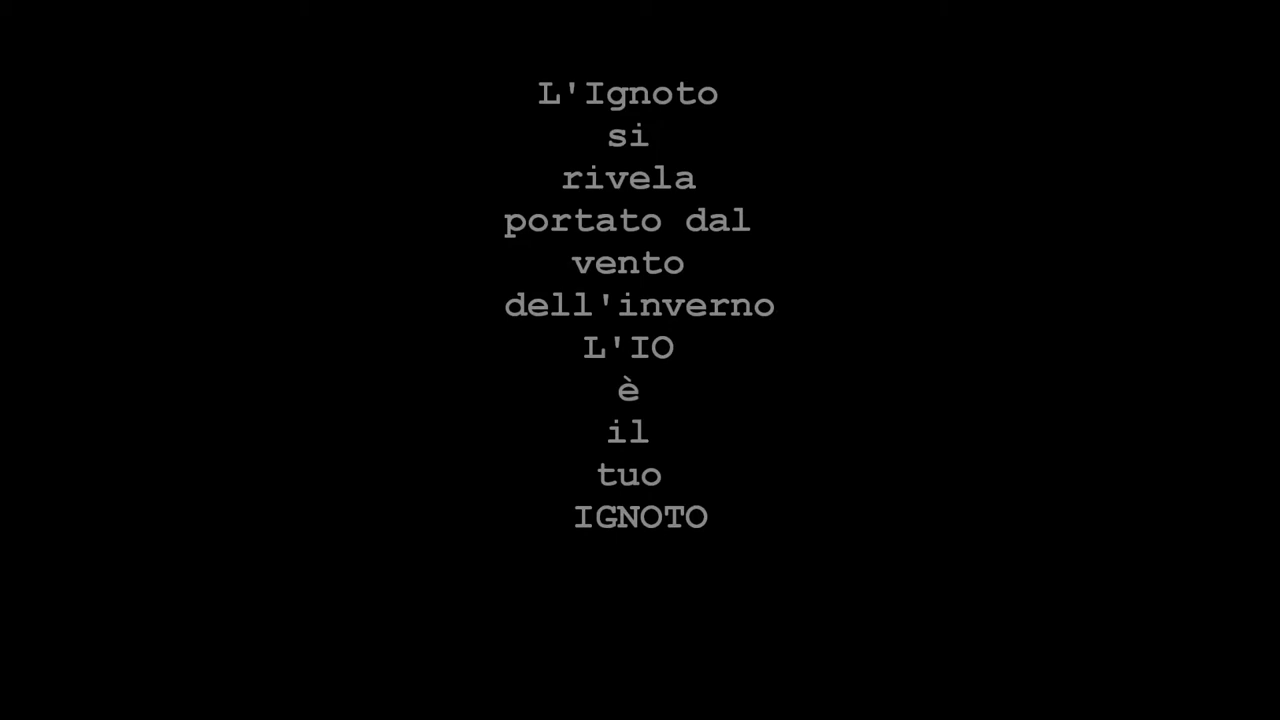 L'Ignoto
si
rivela
portato dal
vento
dell'inverno
L'IO
è
il
tuo
IGNOTO